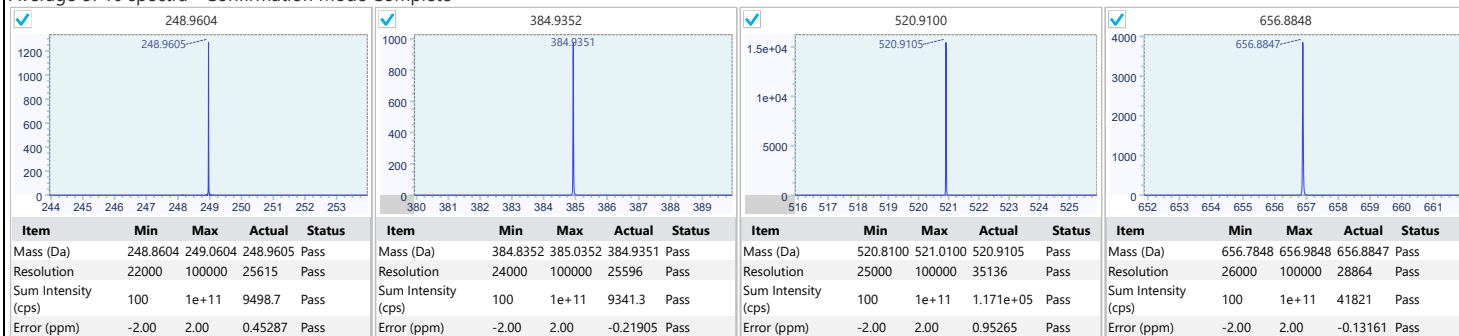 248.9604
248.9605
1200
1000
800
600
400
200
0
244 245 246 247 248 249 250 251 252 253
Item Min Max Actual Status
Mass (Da) 248.8604 249.0604 248.9605 Pass
Resolution 22000 100000 25615 Pass
Sum Intensity
(cps) 100 1e+11 9498.7 Pass
Error (ppm) -2.00 2.00 0.45287 Pass
384.9352
384.9351
1000
800
600
400
200
0
380 381 382 383 384 385 386 387 388 389
Item Min Max Actual Status
Mass (Da) 384.8352 385.0352 384.9351 Pass
Resolution 24000 100000 25596 Pass
Sum Intensity
(cps) 100 1e+11 9341.3 Pass
Error (ppm) -2.00 2.00 -0.21905 Pass
520.9100
520.9105
1.5e+04
1e+04
5000
0
516 517 518 519 520 521 522 523 524 525
Item Min Max Actual Status
Mass (Da) 520.8100 521.0100 520.9105 Pass
Resolution 25000 100000 35136 Pass
Sum Intensity
(cps) 100 1e+11 1.171e+05 Pass
Error (ppm) -2.00 2.00 0.95265 Pass
656.8848
656.8847
4000
3000
2000
1000
0
652 653 654 655 656 657 658 659 660 661
Item Min Max Actual Status
Mass (Da) 656.7848 656.9848 656.8847 Pass
Resolution 26000 100000 28864 Pass
Sum Intensity
(cps) 100 1e+11 41821 Pass
Error (ppm) -2.00 2.00 -0.13161 Pass